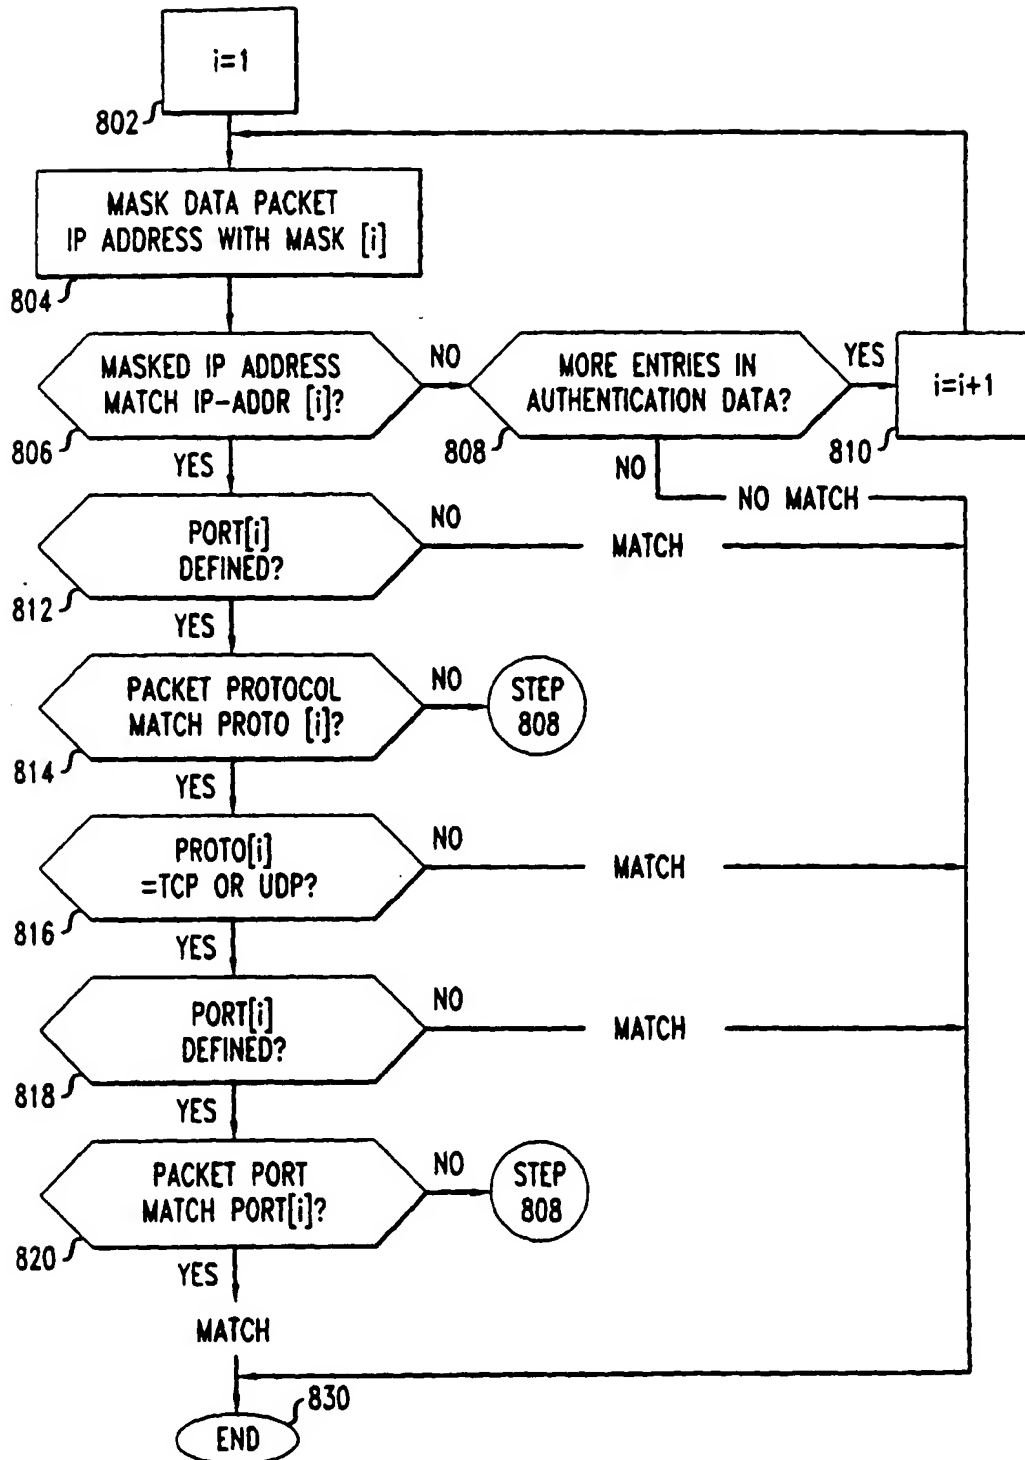 i=1
802
MASK DATA PACKET
IP ADDRESS WITH MASK [i]
804
MASKED IP ADDRESS
MATCH IP-ADDR [i]?
806
NO
MORE ENTRIES IN
AUTHENTICATION DATA?
808
YES
i=i+1
810
NO
NO MATCH
YES
PORT[i]
DEFINED?
812
NO
MATCH
YES
PACKET PROTOCOL
MATCH PROTO [i]?
814
NO
STEP
808
YES
PROTO[i]
=TCP OR UDP?
816
NO
MATCH
YES
PORT[i]
DEFINED?
818
NO
MATCH
YES
PACKET PORT
MATCH PORT[i]?
820
NO
STEP
808
YES
MATCH
830
END